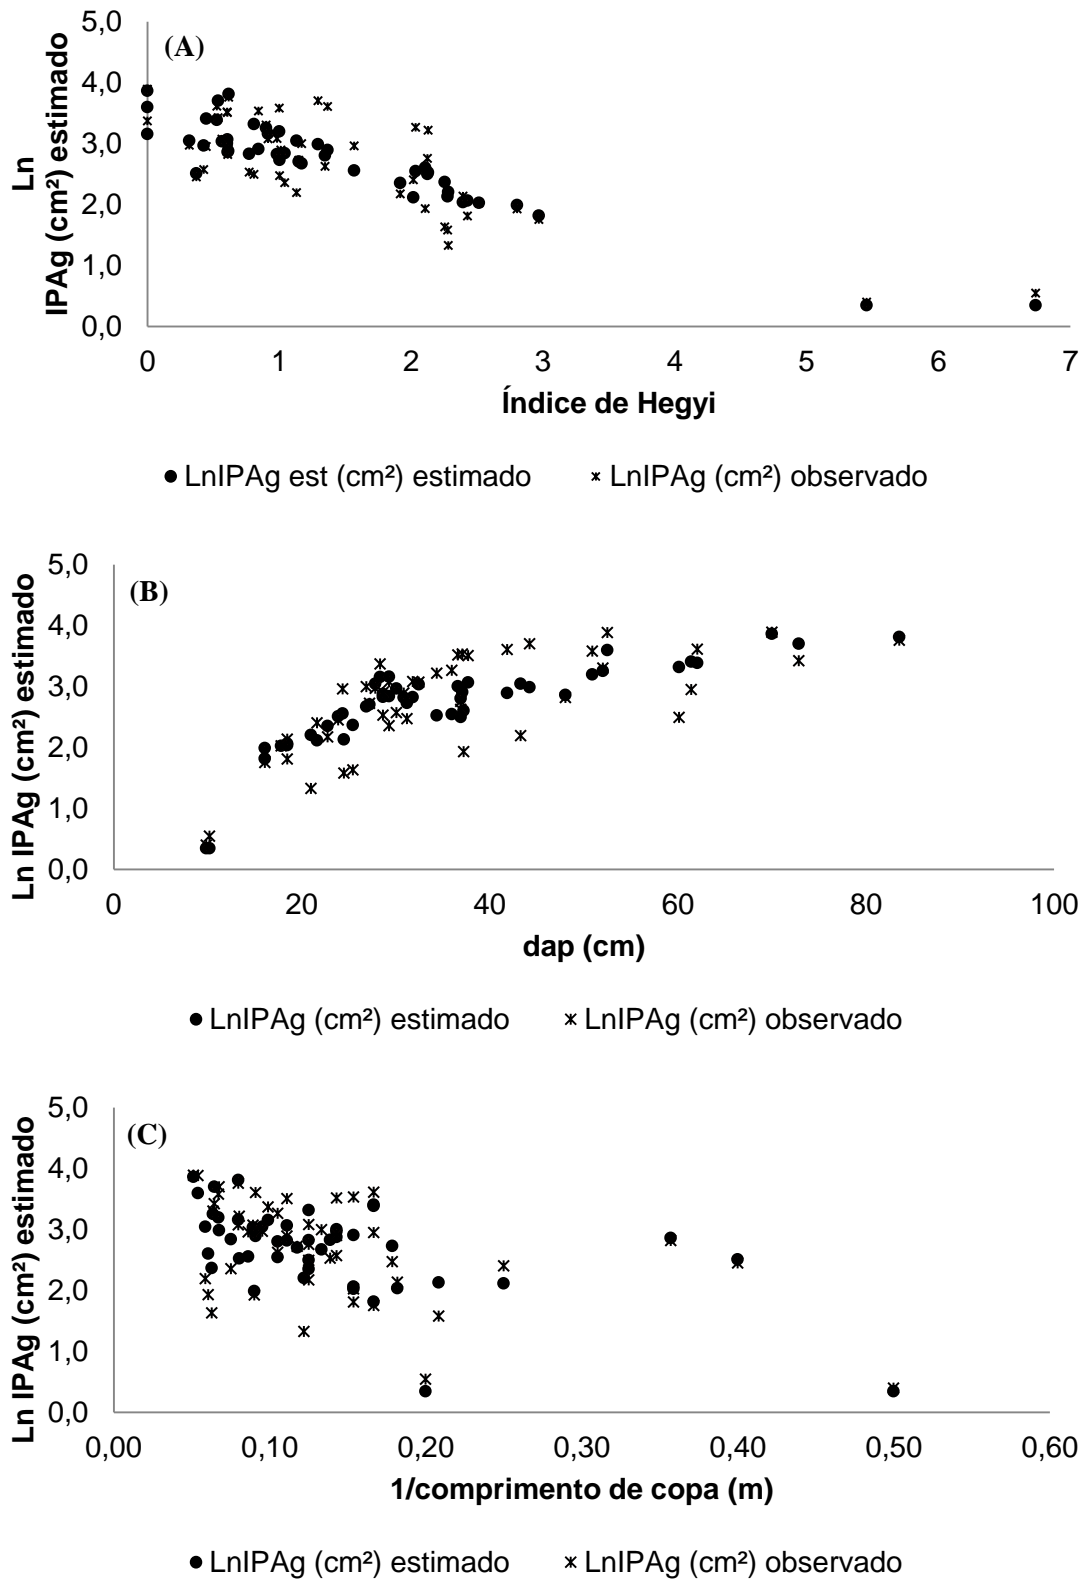 (A)
Ln
IPAg (cm²) estimado
5,0
4,0
3,0
2,0
1,0
0,0
0 1 2 3 4 5 6 7
Índice de Hegyi
LnIPAg est (cm²) estimado LnIPAg (cm²) observado
(B)
Ln IPAg (cm²) estimado
5,0
4,0
3,0
2,0
1,0
0,0
0 20 40 60 80 100
dap (cm)
LnIPAg (cm²) estimado LnIPAg (cm²) observado
(C)
Ln IPAg (cm²) estimado
5,0
4,0
3,0
2,0
1,0
0,0
0,00 0,10 0,20 0,30 0,40 0,50 0,60
1/comprimento de copa (m)
LnIPAg (cm²) estimado LnIPAg (cm²) observado